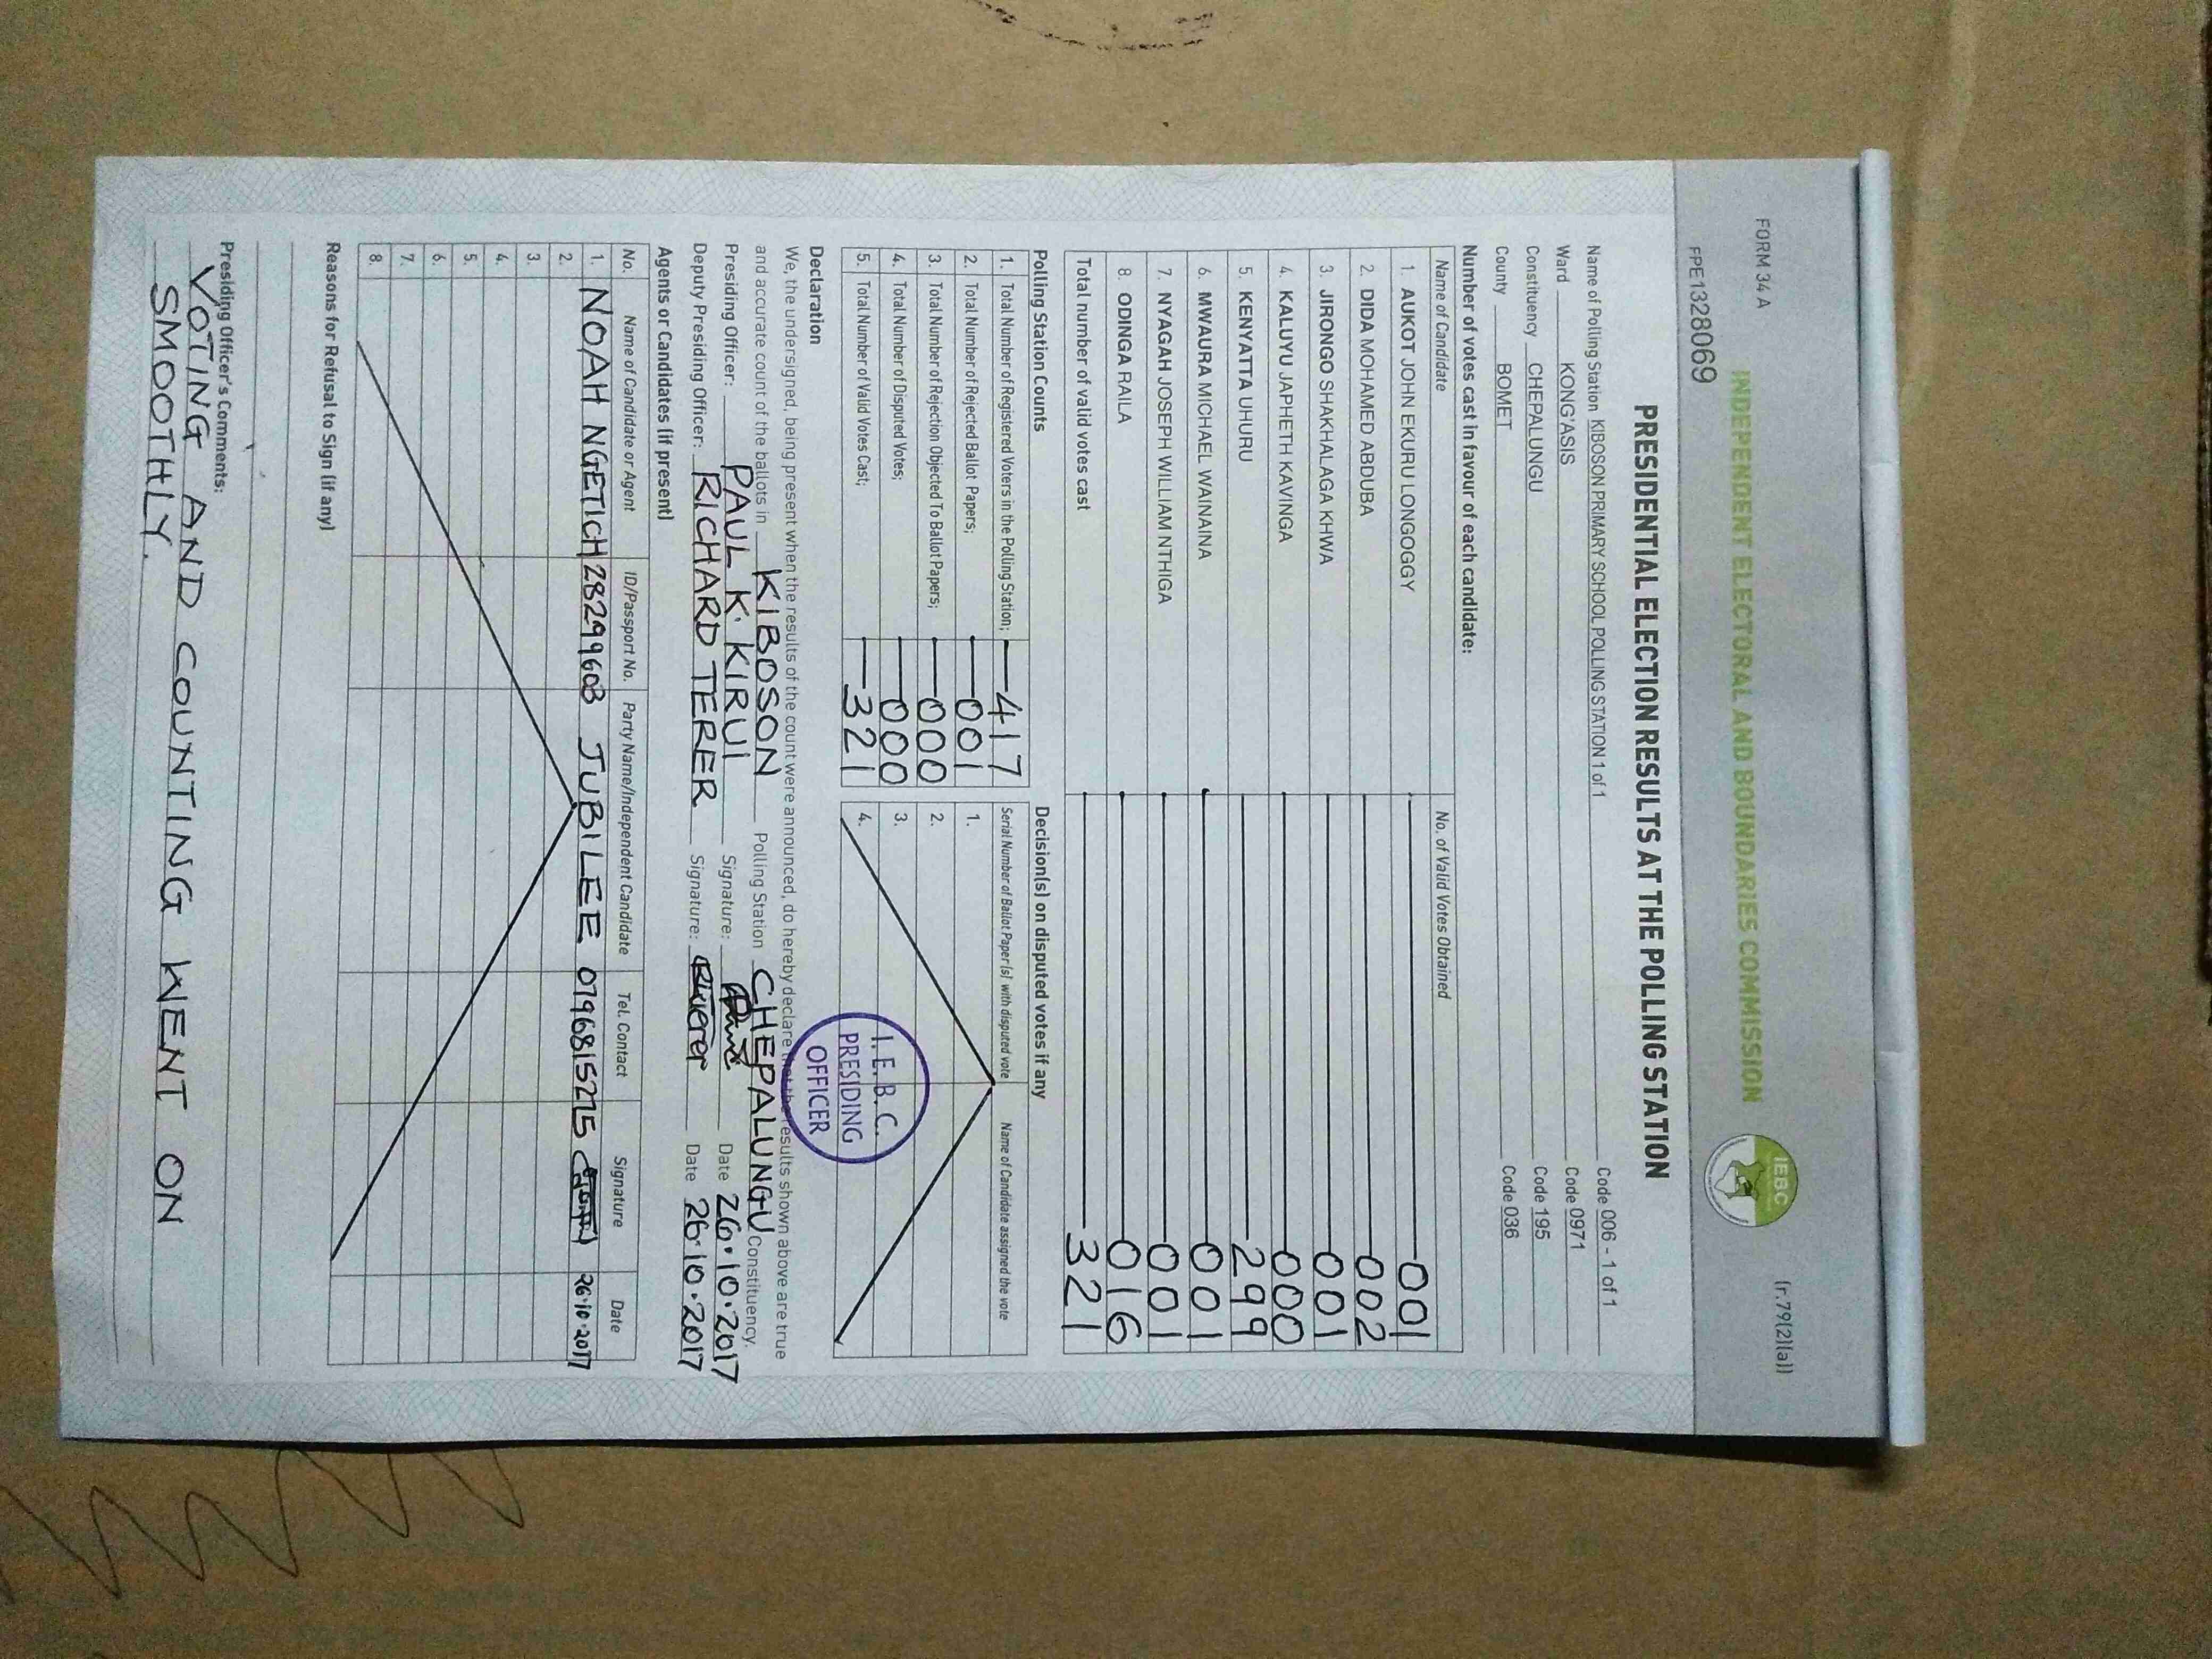 FORM 34 A
(r.79(2)(a))
INDEPENDENT ELECTORAL AND BOUNDARIES COMMISSION
IEBC
FPE1328069
PRESIDENTIAL ELECTION RESULTS AT THE POLLING STATION
Name of Polling Station KIBOSON PRIMARY SCHOOL POLLING STATION 1 of 1 Code 006 - 1 of 1
Ward KONG'ASIS Code 0971
Constituency CHEPALUNGU Code 195
County BOMET Code 036
Number of votes cast in favour of each candidate:
Name of Candidate No. of Valid Votes Obtained
1. AUKOT JOHN EKURU LONGOGGY 001
2. DIDA MOHAMED ABDUBA 002
3. JIRONGO SHAKHALAGA KHWA 001
4. KALUYU JAPHETH KAVINGA 000
5. KENYATTA UHURU 299
6. MWAURA MICHAEL WAINAINA 001
7. NYAGAH JOSEPH WILLIAM NTHIGA 001
8. ODINGA RAILA 016
Total number of valid votes cast 321
Polling Station Counts Decision(s) on disputed votes if any
1. Total Number of Registered Voters in the Polling Station; 417 Serial Number of Ballot Paper(s) with disputed vote Name of Candidate assigned the vote
2. Total Number of Rejected Ballot Papers; 001 1.
3. Total Number of Rejection Objected To Ballot Papers; 000 2.
4. Total Number of Disputed Votes; 000 3.
5. Total Number of Valid Votes Cast; 321 4.
I.E.B.C.
PRESIDING
OFFICER
Declaration
We, the undersigned, being present when the results of the count were announced, do hereby declare that the results shown above are true
and accurate count of the ballots in KIBOSON Polling Station CHEPALUNGU Constituency.
Presiding Officer: PAUL K. KIRUI Signature: Date 26.10.2017
Deputy Presiding Officer: RICHARD TERER Signature: Date 26.10.2017
Agents or Candidates (if present)
No. Name of Candidate or Agent ID/Passport No. Party Name/Independent Candidate Tel. Contact Signature Date
1. NOAH NGETICH 28299603 JUBILEE 0796815275 26.10.2017
2.
3.
4.
5.
6.
7.
8.
Reasons for Refusal to Sign (if any)
Presiding Officer's Comments:
VOTING AND COUNTING WENT ON
SMOOTHLY.